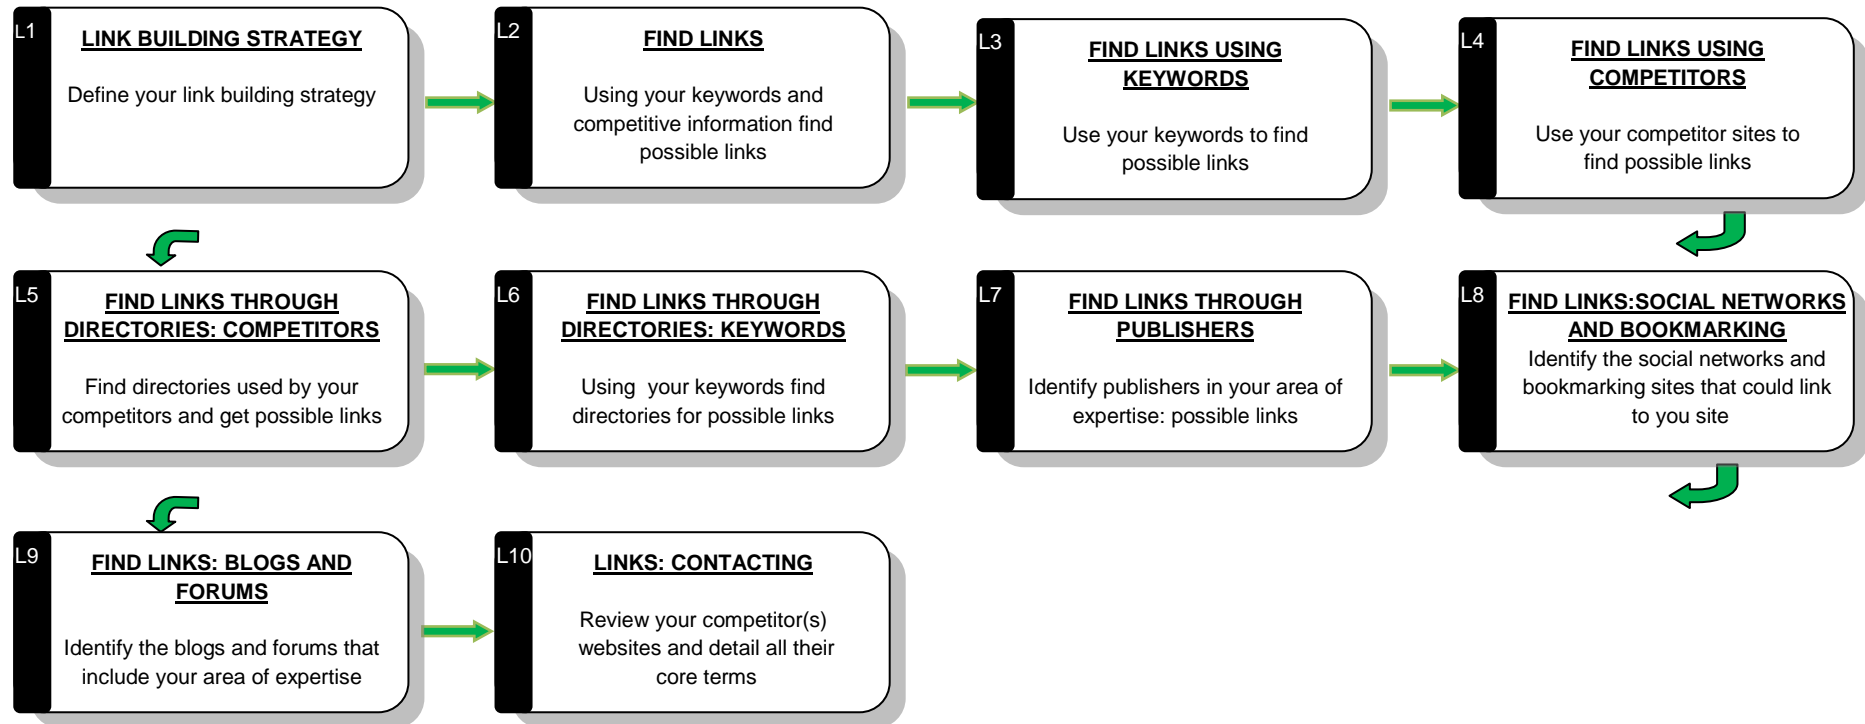 L1
LINK BUILDING STRATEGY
Define your link building strategy
L2
FIND LINKS
Using your keywords and
competitive information find
possible links
L3
FIND LINKS USING
KEYWORDS
Use your keywords to find
possible links
L4
FIND LINKS USING
COMPETITORS
Use your competitor sites to
find possible links
L5
FIND LINKS THROUGH
DIRECTORIES: COMPETITORS
Find directories used by your
competitors and get possible links
L6
FIND LINKS THROUGH
DIRECTORIES: KEYWORDS
Using  your keywords find
directories for possible links
L7
FIND LINKS THROUGH
PUBLISHERS
Identify publishers in your area of
expertise: possible links
L8
FIND LINKS:SOCIAL NETWORKS
AND BOOKMARKING
Identify the social networks and
bookmarking sites that could link
to you site
L9
FIND LINKS: BLOGS AND
FORUMS
Identify the blogs and forums that
include your area of expertise
L10
LINKS: CONTACTING
Review your competitor(s)
websites and detail all their
core terms